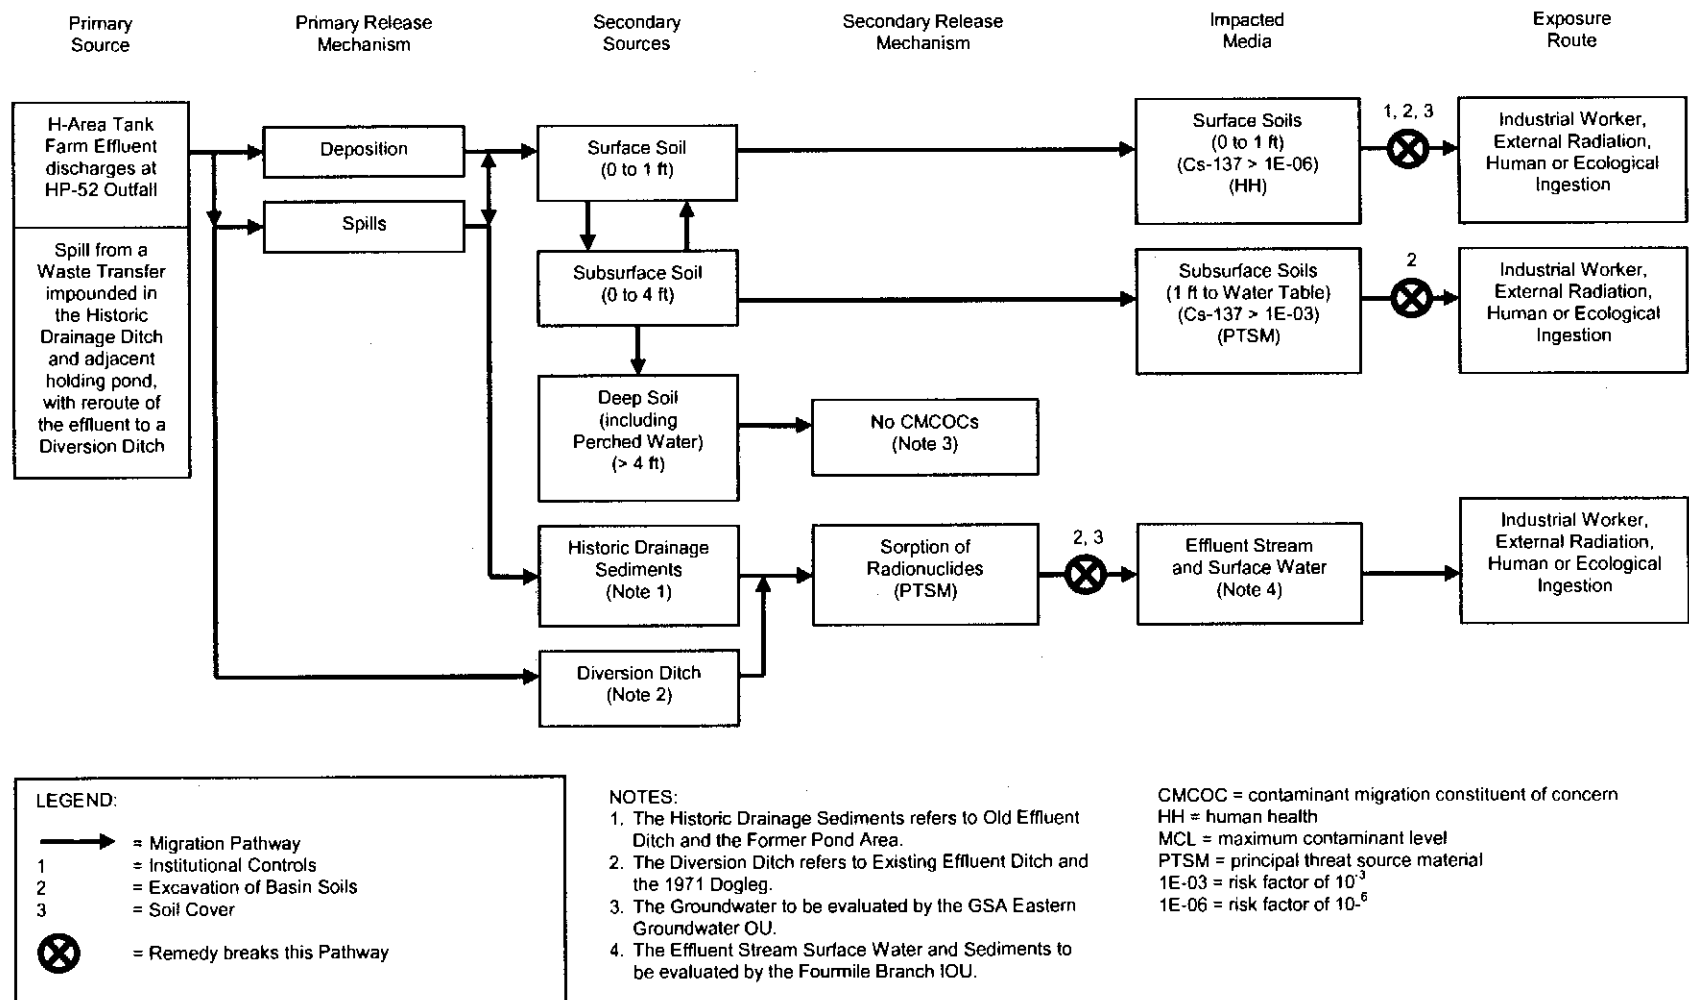 Primary
Source
Primary Release
Mechanism
Secondary
Sources
Secondary Release
Mechanism
Impacted
Media
Exposure
Route
H-Area Tank
Farm Effluent
discharges at
HP-52 Outfall
Spill from a
Waste Transfer
impounded in
the Historic
Drainage Ditch
and adjacent
holding pond,
with reroute of
the effluent to a
Diversion Ditch
Deposition
Spills
Surface Soil
(0 to 1 ft)
Subsurface Soil
(0 to 4 ft)
Deep Soil
(including
Perched Water)
(> 4 ft)
Historic Drainage
Sediments
(Note 1)
Diversion Ditch
(Note 2)
No CMCOCs
(Note 3)
Sorption of
Radionuclides
(PTSM)
2, 3
Surface Soils
(0 to 1 ft)
(Cs-137 > 1E-06)
(HH)
1, 2, 3
Industrial Worker,
External Radiation,
Human or Ecological
Ingestion
Subsurface Soils
(1 ft to Water Table)
(Cs-137 > 1E-03)
(PTSM)
2
Industrial Worker,
External Radiation,
Human or Ecological
Ingestion
Effluent Stream
and Surface Water
(Note 4)
Industrial Worker,
External Radiation,
Human or Ecological
Ingestion
LEGEND:
= Migration Pathway
1 = Institutional Controls
2 = Excavation of Basin Soils
3 = Soil Cover
= Remedy breaks this Pathway
NOTES:
1. The Historic Drainage Sediments refers to Old Effluent
Ditch and the Former Pond Area.
2. The Diversion Ditch refers to Existing Effluent Ditch and
the 1971 Dogleg.
3. The Groundwater to be evaluated by the GSA Eastern
Groundwater OU.
4. The Effluent Stream Surface Water and Sediments to
be evaluated by the Fourmile Branch IOU.
CMCOC = contaminant migration constituent of concern
HH = human health
MCL = maximum contaminant level
PTSM = principal threat source material
1E-03 = risk factor of 10⁻³
1E-06 = risk factor of 10-⁶